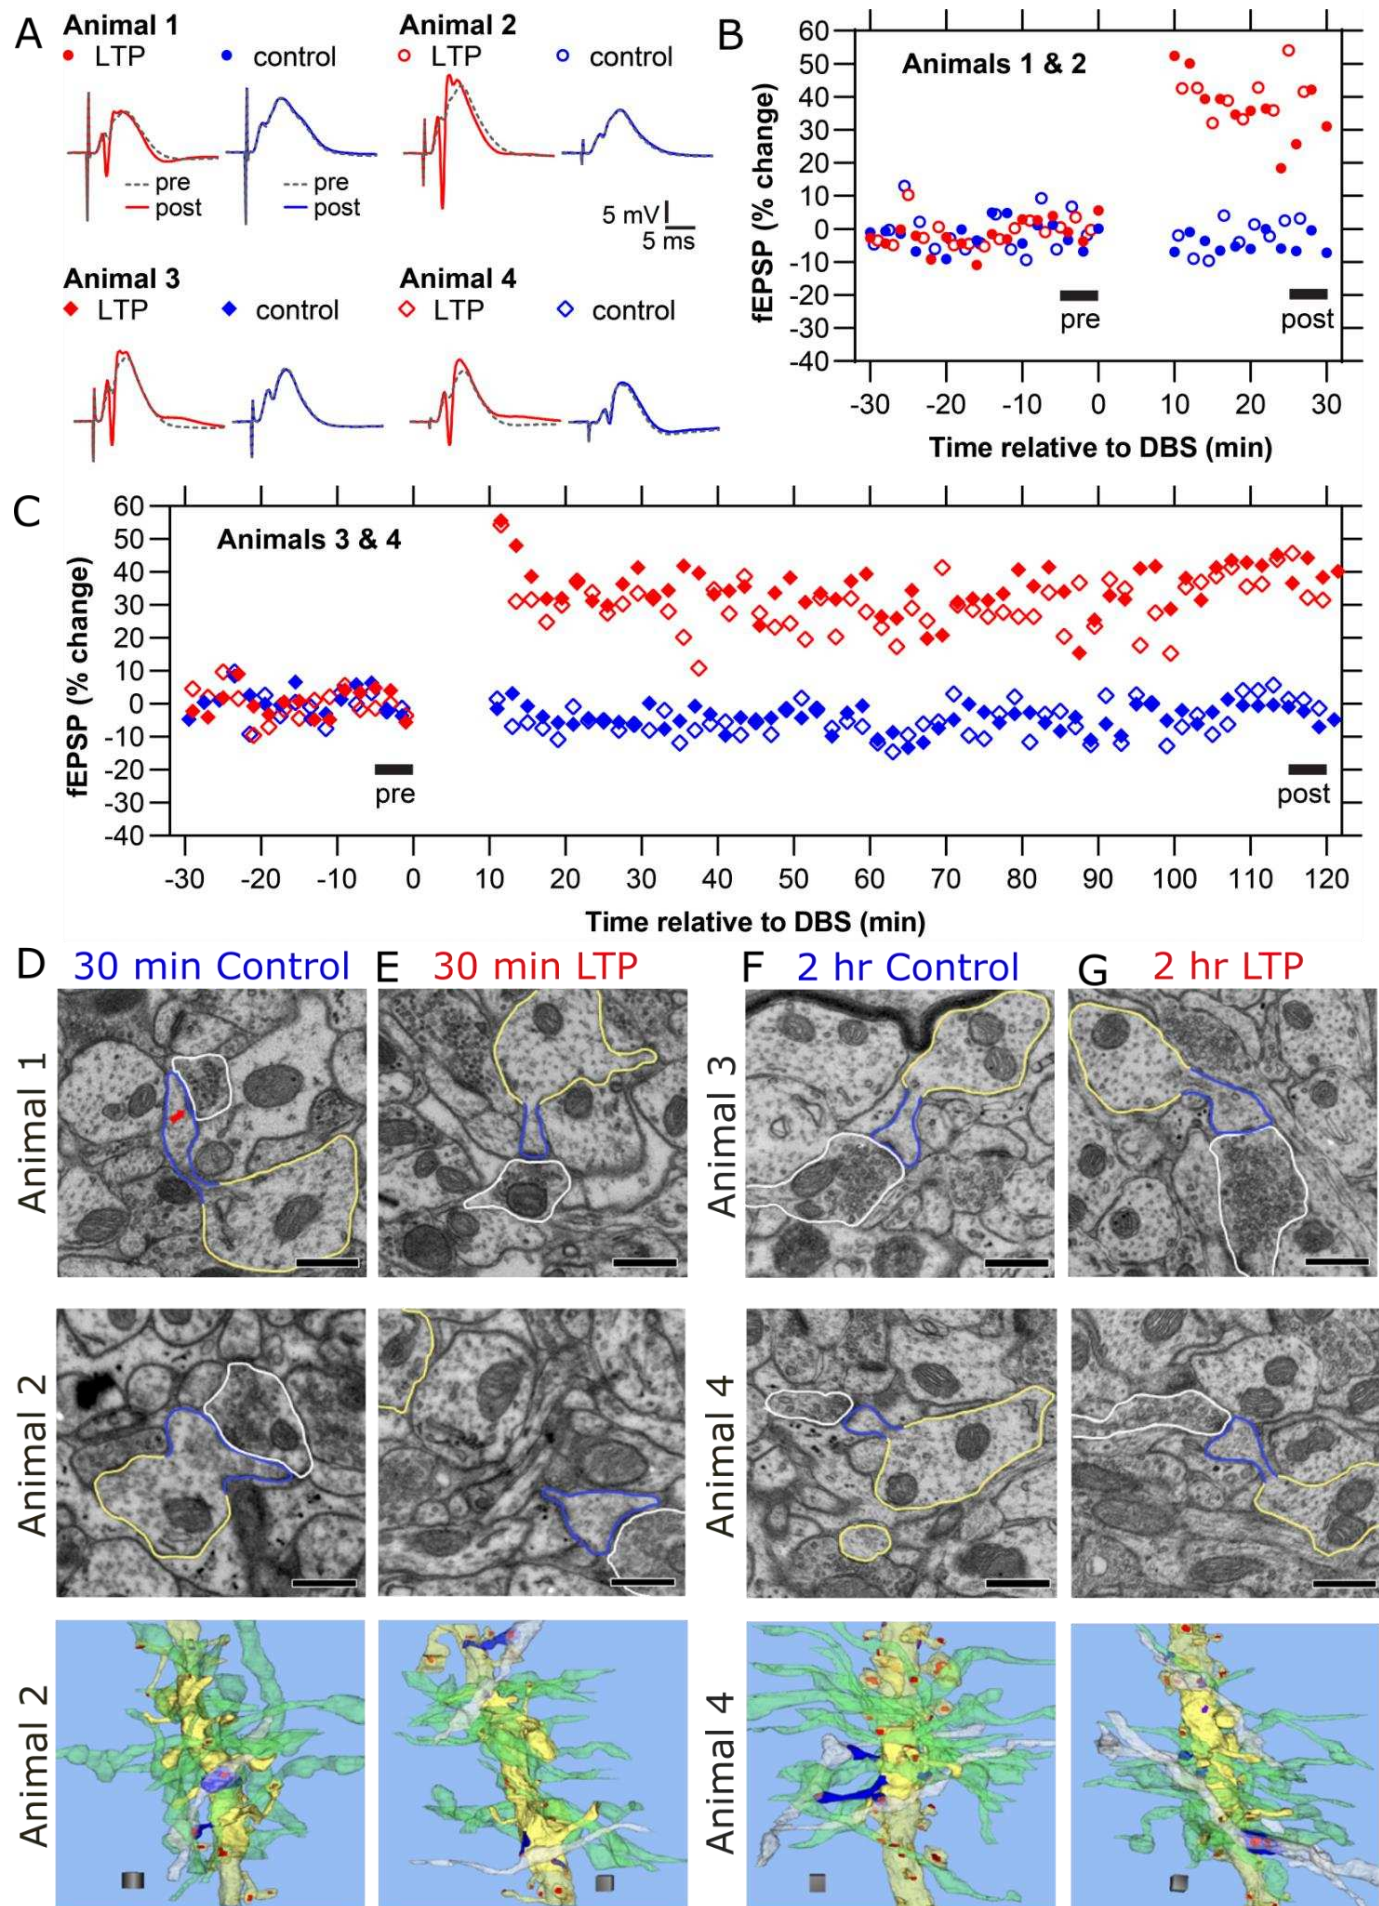 A
Animal 1
LTP
control
Animal 2
LTP
control
pre
post
pre
post
5 mV
5 ms
Animal 3
LTP
control
Animal 4
LTP
control
B
Animals 1 & 2
fEPSP (% change)
60
50
40
30
20
10
0
-10
-20
-30
-40
pre
post
-30
-20
-10
0
10
20
30
Time relative to DBS (min)
C
Animals 3 & 4
fEPSP (% change)
60
50
40
30
20
10
0
-10
-20
-30
-40
pre
post
-30
-20
-10
0
10
20
30
40
50
60
70
80
90
100
110
120
Time relative to DBS (min)
D 30 min Control
E 30 min LTP
F 2 hr Control
G 2 hr LTP
Animal 1
Animal 3
Animal 2
Animal 4
Animal 2
Animal 4